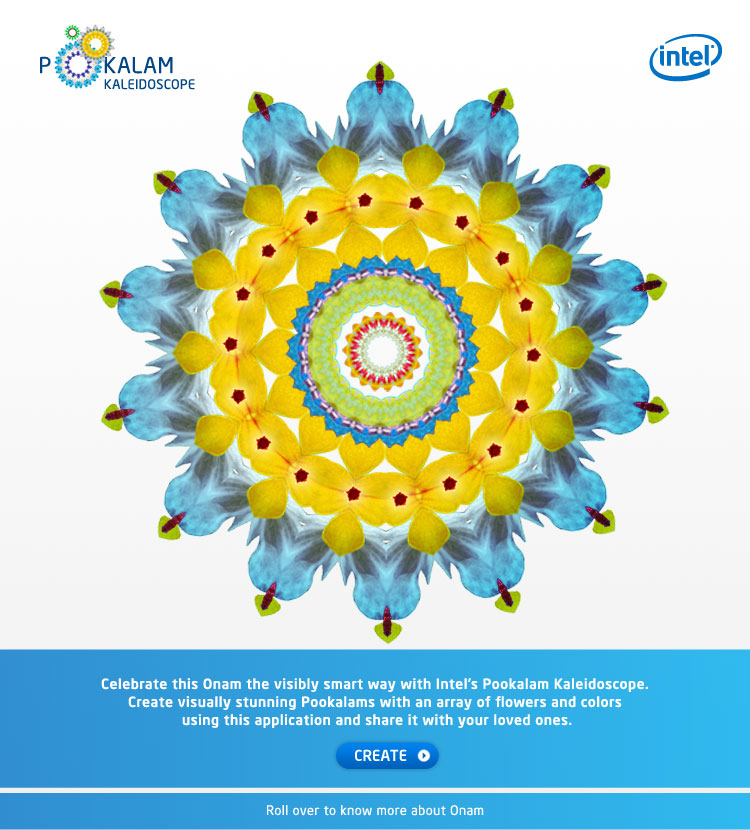 POOKALAM
KALEIDOSCOPE
intel
Celebrate this Onam the visibly smart way with Intel's Pookalam Kaleidoscope.
Create visually stunning Pookalams with an array of flowers and colors
using this application and share it with your loved ones.
CREATE
Roll over to know more about Onam